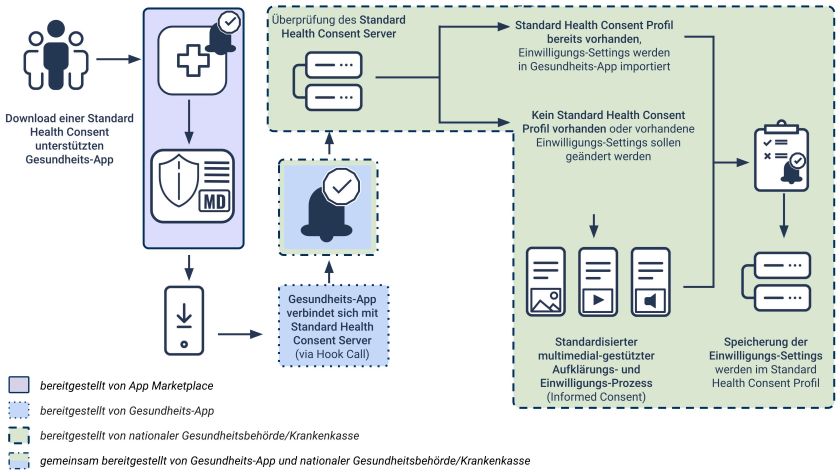 Download einer Standard
Health Consent
unterstützten
Gesundheits-App
MD
Gesundheits-App
verbindet sich mit
Standard Health
Consent Server
(via Hook Call)
Überprüfung des Standard
Health Consent Server
Standard Health Consent Profil
bereits vorhanden,
Einwilligungs-Settings werden
in Gesundheits-App importiert
Kein Standard Health Consent
Profil vorhanden oder vorhandene
Einwilligungs-Settings sollen
geändert werden
Standardisierter
multimedial-gestützter
Aufklärungs- und
Einwilligungs-Prozess
(Informed Consent)
Speicherung der
Einwilligungs-Settings
werden im Standard
Health Consent Profil
bereitgestellt von App Marketplace
bereitgestellt von Gesundheits-App
bereitgestellt von nationaler Gesundheitsbehörde/Krankenkasse
gemeinsam bereitgestellt von Gesundheits-App und nationaler Gesundheitsbehörde/Krankenkasse